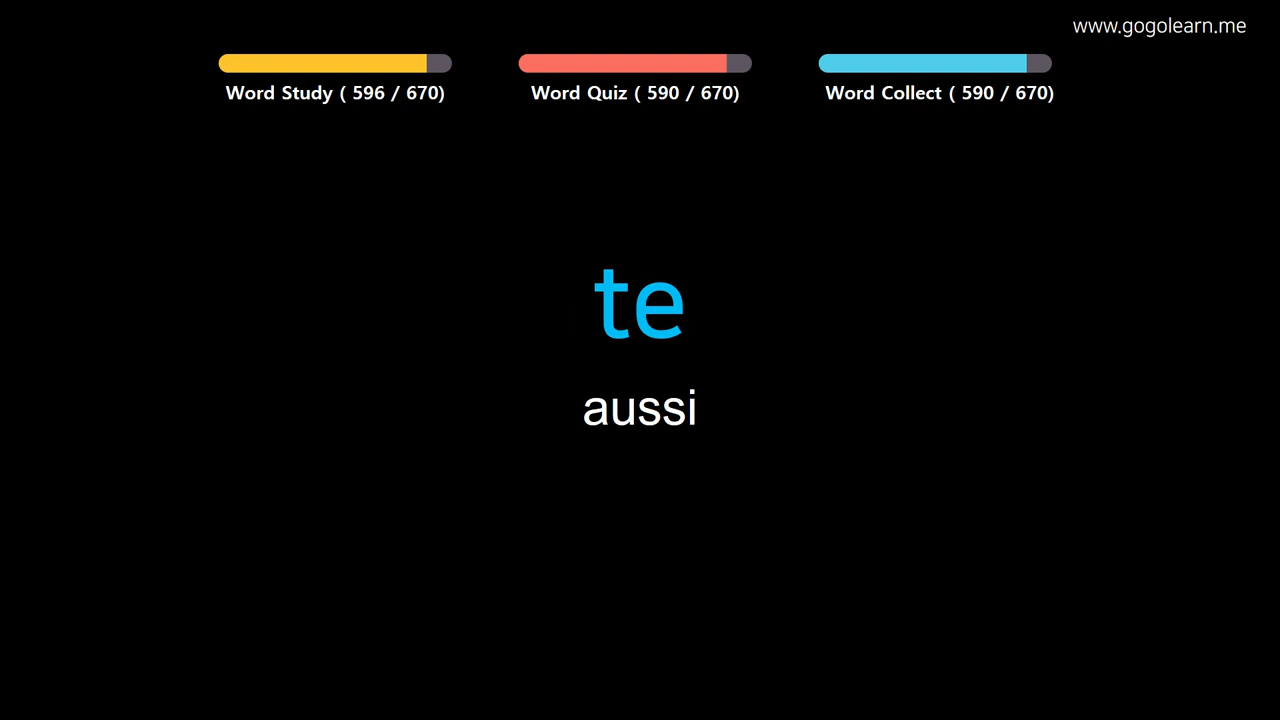 www.gogolearn.me
Word Study ( 596 / 670)
Word Quiz ( 590 / 670)
Word Collect ( 590 / 670)
te
aussi